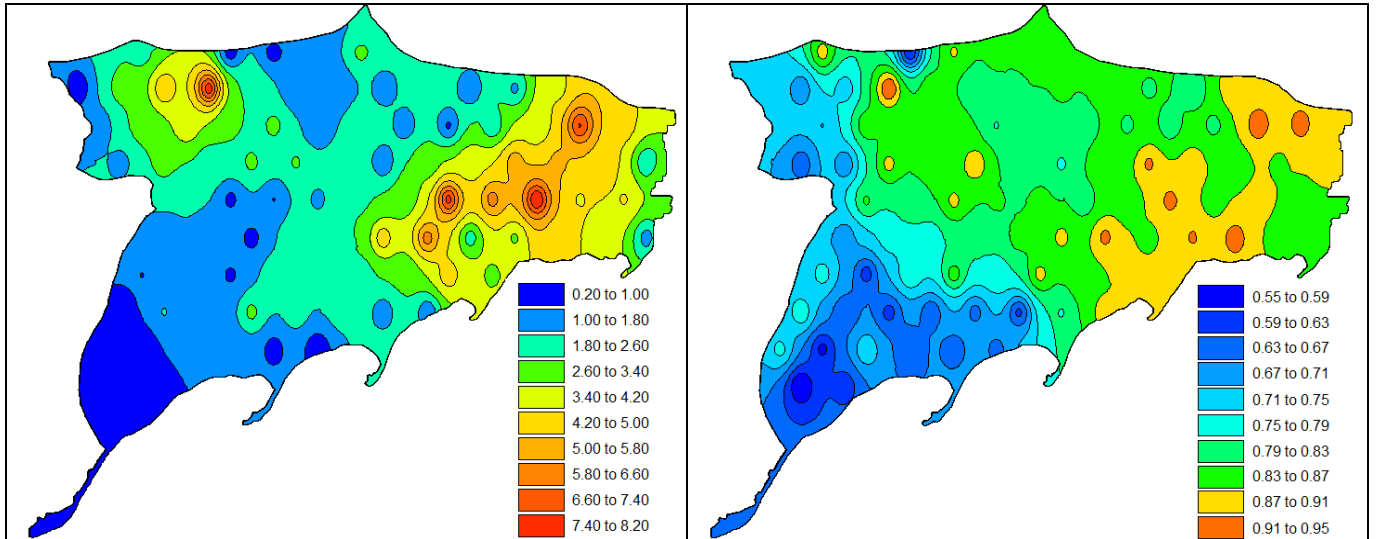 0.20 to 1.00
1.00 to 1.80
1.80 to 2.60
2.60 to 3.40
3.40 to 4.20
4.20 to 5.00
5.00 to 5.80
5.80 to 6.60
6.60 to 7.40
7.40 to 8.20
0.55 to 0.59
0.59 to 0.63
0.63 to 0.67
0.67 to 0.71
0.71 to 0.75
0.75 to 0.79
0.79 to 0.83
0.83 to 0.87
0.87 to 0.91
0.91 to 0.95